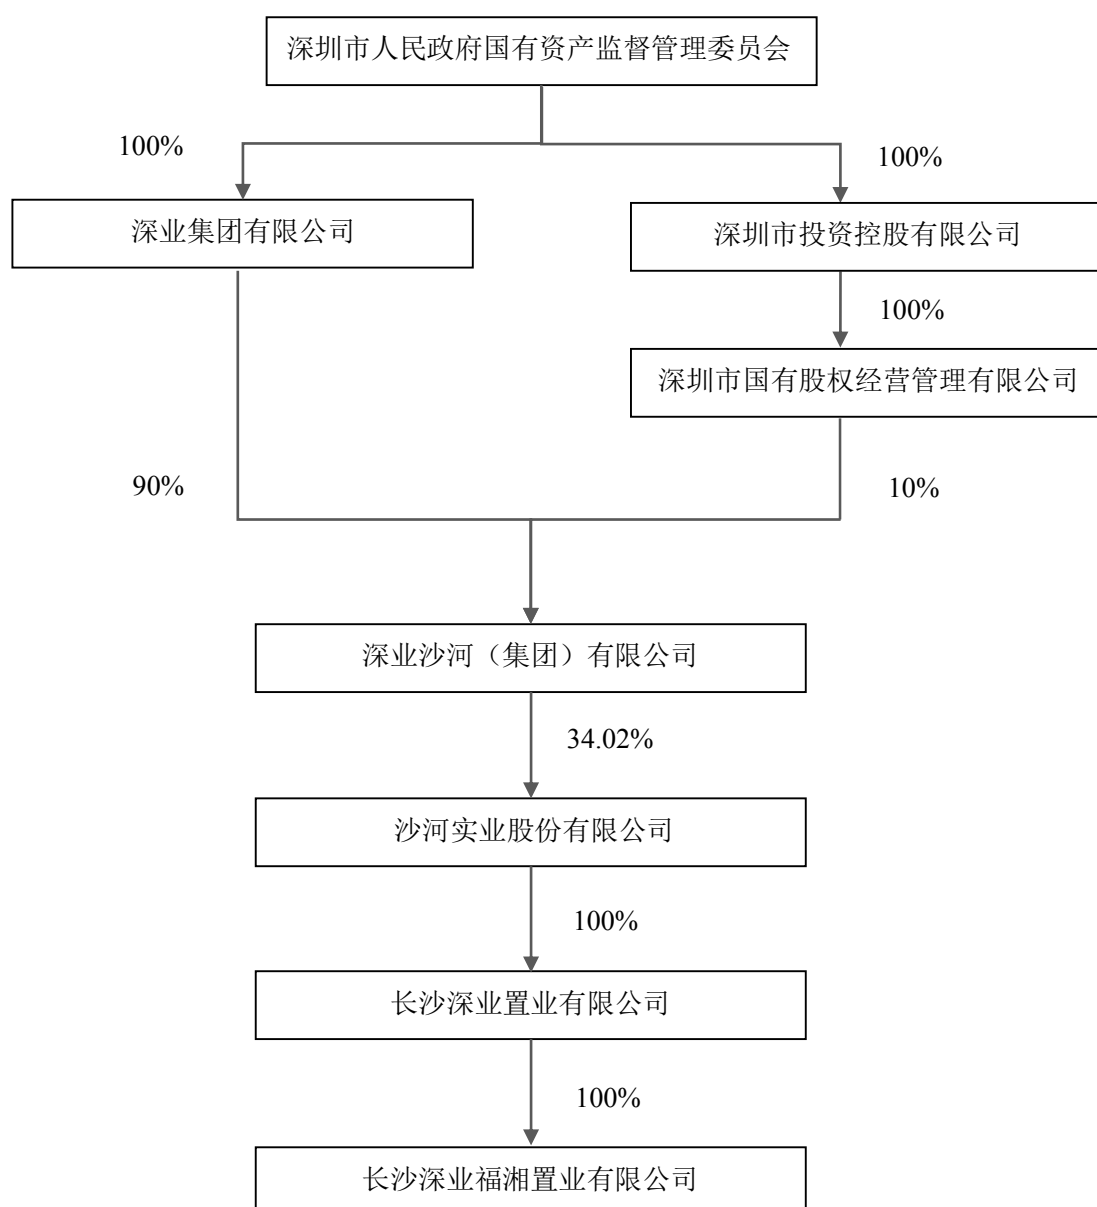 深圳市人民政府国有资产监督管理委员会
100%
100%
深业集团有限公司
深圳市投资控股有限公司
100%
深圳市国有股权经营管理有限公司
90%
10%
深业沙河（集团）有限公司
34.02%
沙河实业股份有限公司
100%
长沙深业置业有限公司
100%
长沙深业福湘置业有限公司